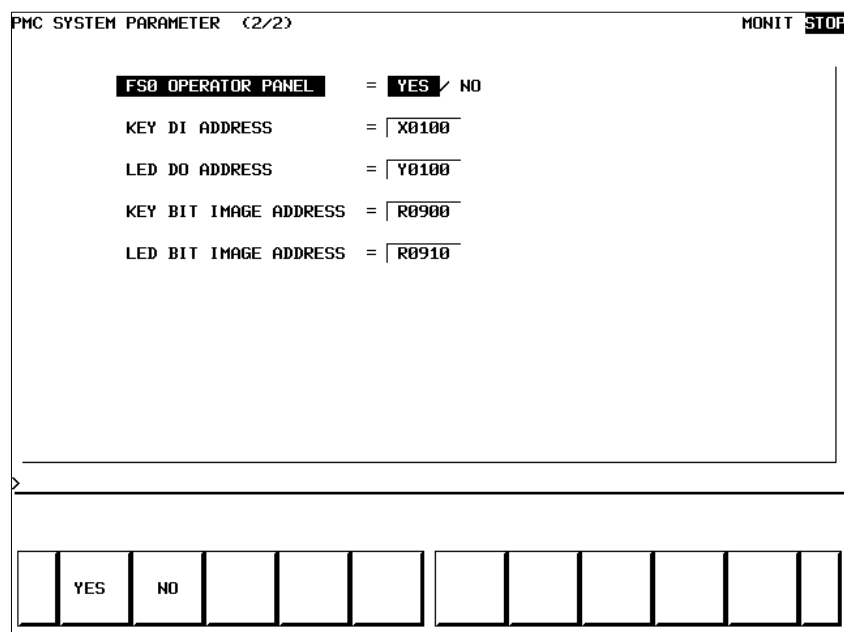 PMC SYSTEM PARAMETER (2/2) MONIT STOP
FS0 OPERATOR PANEL = YES / NO
KEY DI ADDRESS = X0100
LED DO ADDRESS = Y0100
KEY BIT IMAGE ADDRESS = R0900
LED BIT IMAGE ADDRESS = R0910
>
YES NO